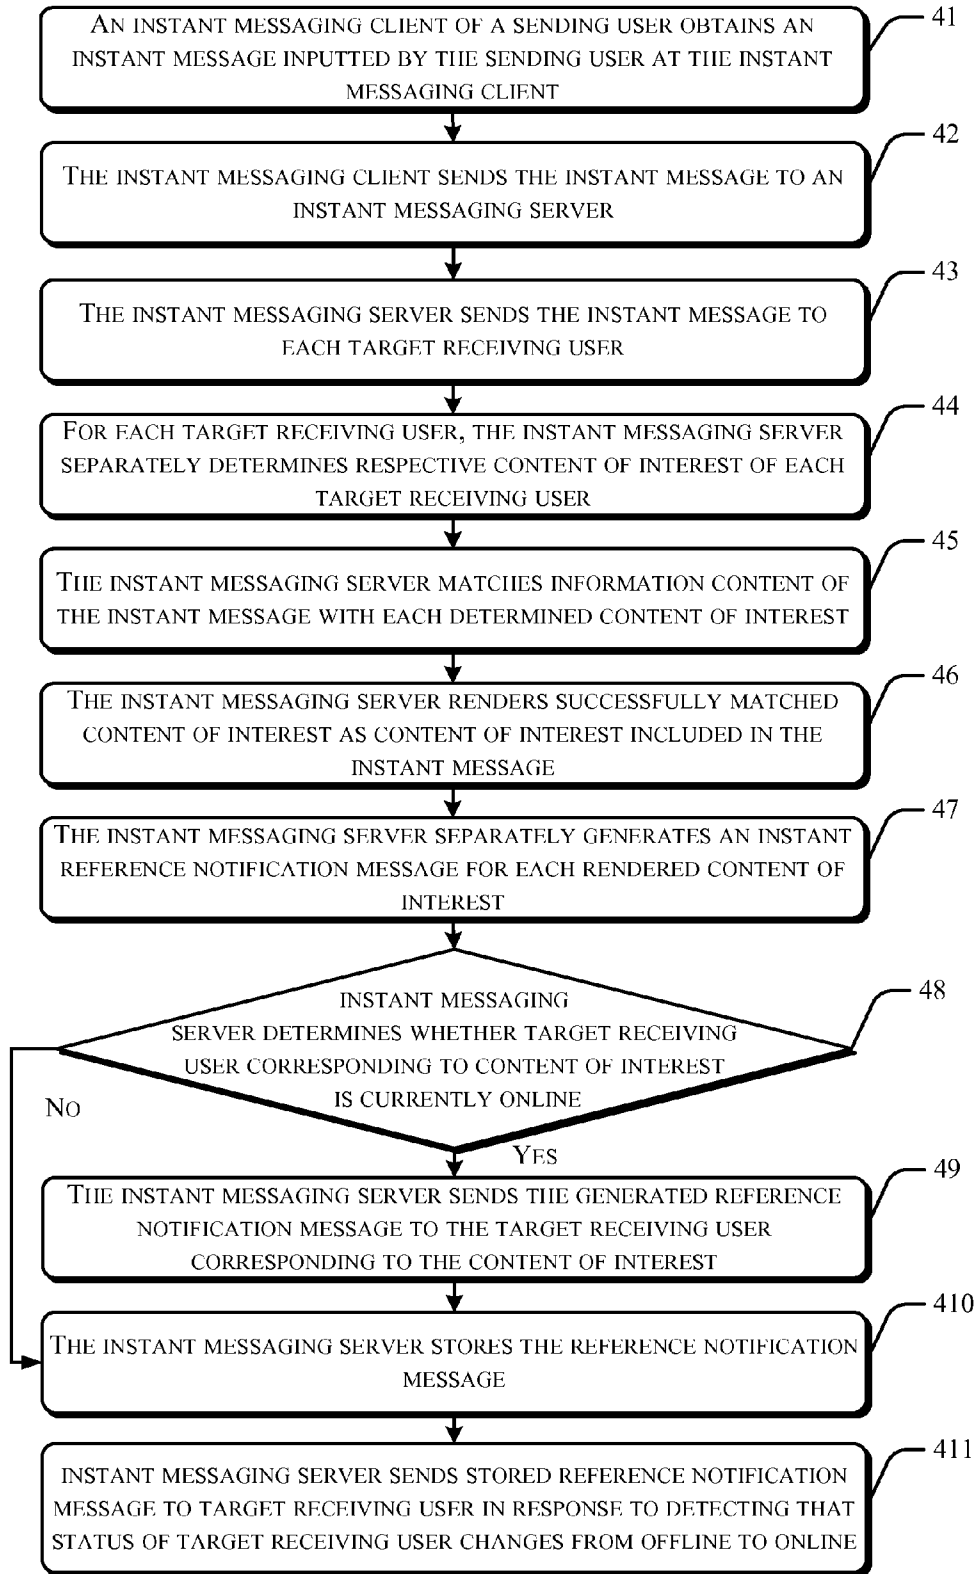 AN INSTANT MESSAGING CLIENT OF A SENDING USER OBTAINS AN
INSTANT MESSAGE INPUTTED BY THE SENDING USER AT THE INSTANT
MESSAGING CLIENT
41
THE INSTANT MESSAGING CLIENT SENDS THE INSTANT MESSAGE TO AN
INSTANT MESSAGING SERVER
42
THE INSTANT MESSAGING SERVER SENDS THE INSTANT MESSAGE TO
EACH TARGET RECEIVING USER
43
FOR EACH TARGET RECEIVING USER, THE INSTANT MESSAGING SERVER
SEPARATELY DETERMINES RESPECTIVE CONTENT OF INTEREST OF EACH
TARGET RECEIVING USER
44
THE INSTANT MESSAGING SERVER MATCHES INFORMATION CONTENT OF
THE INSTANT MESSAGE WITH EACH DETERMINED CONTENT OF INTEREST
45
THE INSTANT MESSAGING SERVER RENDERS SUCCESSFULLY MATCHED
CONTENT OF INTEREST AS CONTENT OF INTEREST INCLUDED IN THE
INSTANT MESSAGE
46
THE INSTANT MESSAGING SERVER SEPARATELY GENERATES AN INSTANT
REFERENCE NOTIFICATION MESSAGE FOR EACH RENDERED CONTENT OF
INTEREST
47
INSTANT MESSAGING
SERVER DETERMINES WHETHER TARGET RECEIVING
USER CORRESPONDING TO CONTENT OF INTEREST
IS CURRENTLY ONLINE
48
NO
YES
THE INSTANT MESSAGING SERVER SENDS THE GENERATED REFERENCE
NOTIFICATION MESSAGE TO THE TARGET RECEIVING USER
CORRESPONDING TO THE CONTENT OF INTEREST
49
THE INSTANT MESSAGING SERVER STORES THE REFERENCE NOTIFICATION
MESSAGE
410
INSTANT MESSAGING SERVER SENDS STORED REFERENCE NOTIFICATION
MESSAGE TO TARGET RECEIVING USER IN RESPONSE TO DETECTING THAT
STATUS OF TARGET RECEIVING USER CHANGES FROM OFFLINE TO ONLINE
411